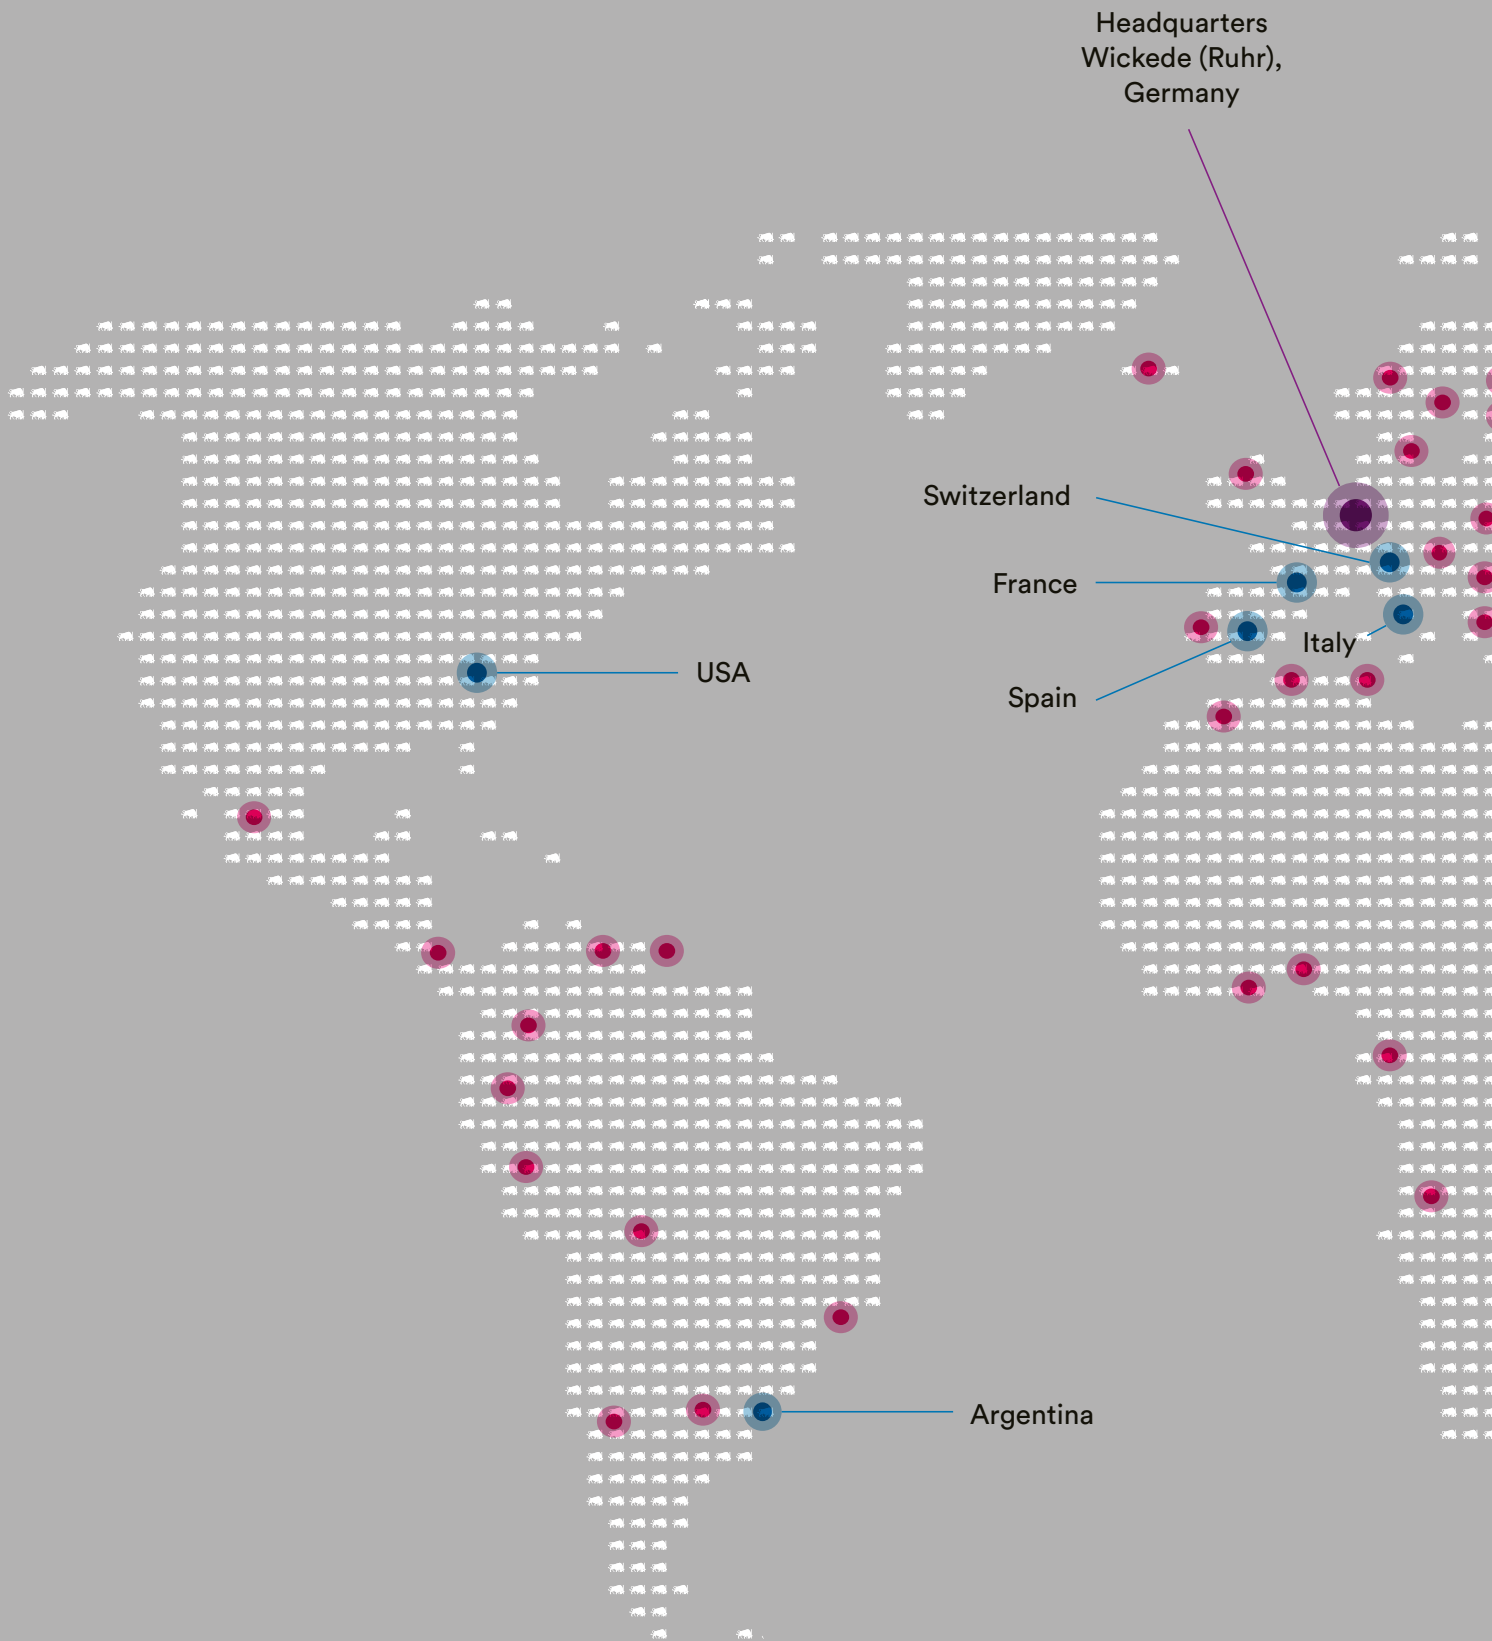 Headquarters
Wickede (Ruhr),
Germany
Switzerland
France
Italy
USA
Spain
Argentina